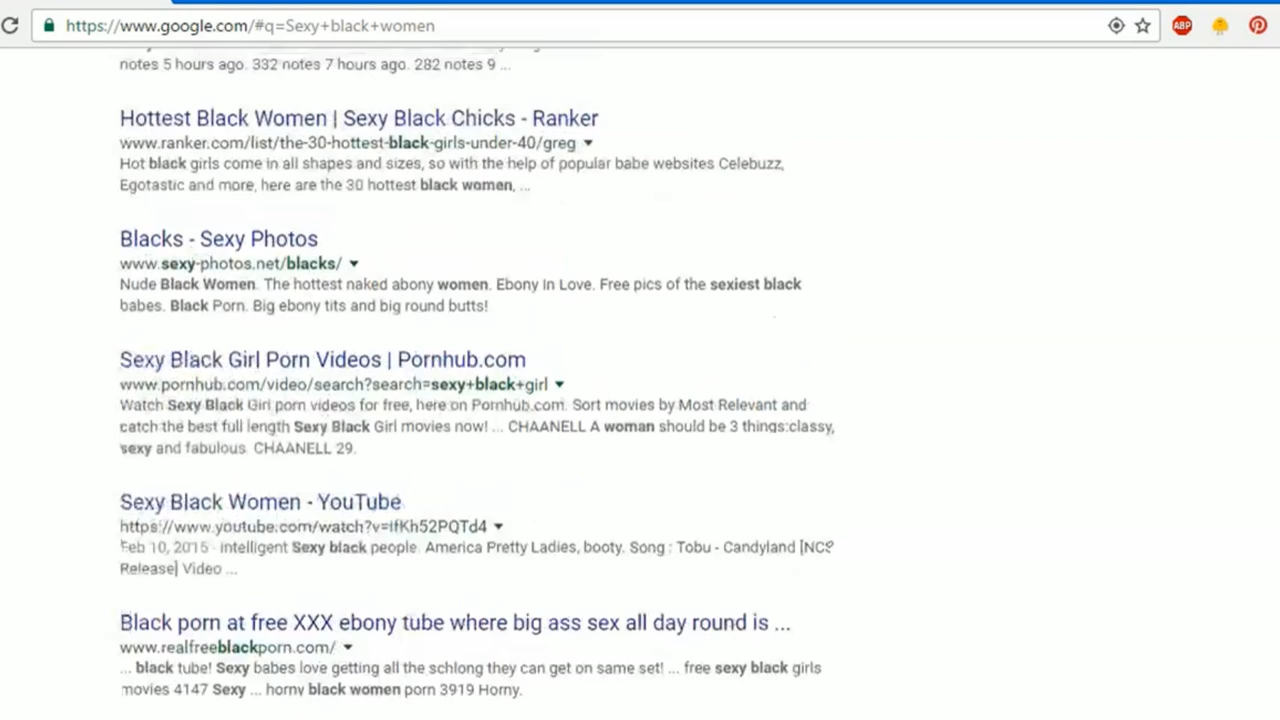 https://www.google.com/#q=Sexy+black+women
ABP
notes 5 hours ago. 332 notes 7 hours ago. 282 notes 9 ...
Hottest Black Women | Sexy Black Chicks - Ranker
www.ranker.com/list/the-30-hottest-black-girls-under-40/greg
Hot black girls come in all shapes and sizes, so with the help of popular babe websites Celebuzz,
Egotastic and more, here are the 30 hottest black women, ...
Blacks - Sexy Photos
www.sexy-photos.net/blacks/
Nude Black Women. The hottest naked abony women. Ebony In Love. Free pics of the sexiest black
babes. Black Porn. Big ebony tits and big round butts!
Sexy Black Girl Porn Videos | Pornhub.com
www.pornhub.com/video/search?search=sexy+black+girl
Watch Sexy Black Girl porn videos for free, here on Pornhub.com. Sort movies by Most Relevant and
catch the best full length Sexy Black Girl movies now! ... CHAANELL A woman should be 3 things:classy,
sexy and fabulous. CHAANELL 29.
Sexy Black Women - YouTube
https://www.youtube.com/watch?v=IfKh52PQTd4
Feb 10, 2015 - intelligent Sexy black people. America Pretty Ladies, booty. Song : Tobu - Candyland [NCS
Release] Video ...
Black porn at free XXX ebony tube where big ass sex all day round is ...
www.realfreeblackporn.com/
... black tube! Sexy babes love getting all the schlong they can get on same set! ... free sexy black girls
movies 4147 Sexy ... horny black women porn 3919 Horny.